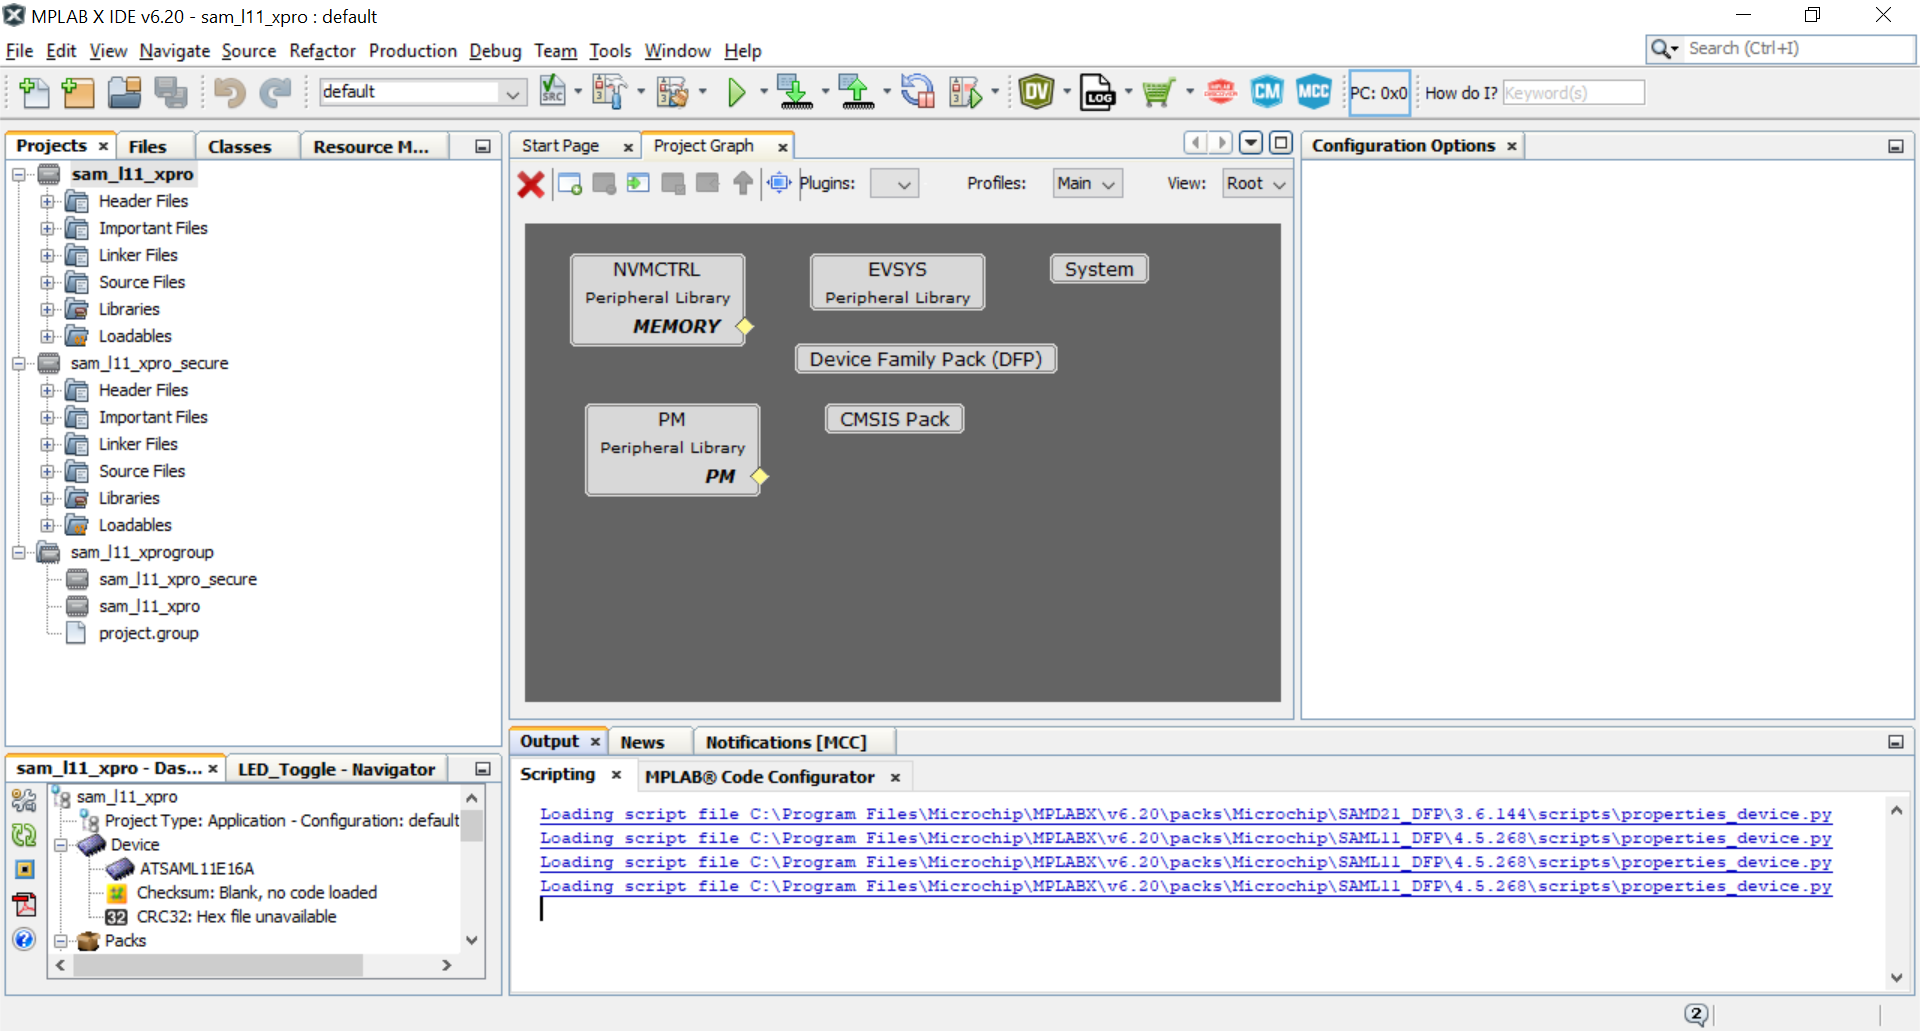 MPLAB X IDE v6.20 - sam_l11_xpro : default
File Edit View Navigate Source Refactor Production Debug Team Tools Window Help
Search (Ctrl+I)
default
SRC
DV
LOG
CM
MCC
PC: 0x0
How do I? Keyword(s)
Projects
Files
Classes
Resource M...
sam_l11_xpro
Header Files
Important Files
Linker Files
Source Files
Libraries
Loadables
sam_l11_xpro_secure
Header Files
Important Files
Linker Files
Source Files
Libraries
Loadables
sam_l11_xprogroup
sam_l11_xpro_secure
sam_l11_xpro
project.group
Start Page
Project Graph
Plugins:
Profiles: Main
View: Root
NVMCTRL
Peripheral Library
MEMORY
EVSYS
Peripheral Library
System
Device Family Pack (DFP)
PM
Peripheral Library
PM
CMSIS Pack
Configuration Options
sam_l11_xpro - Das...
LED_Toggle - Navigator
sam_l11_xpro
Project Type: Application - Configuration: default
Device
ATSAML11E16A
Checksum: Blank, no code loaded
32 CRC32: Hex file unavailable
Packs
Output
News
Notifications [MCC]
Scripting
MPLAB® Code Configurator
Loading script file C:\Program Files\Microchip\MPLABX\v6.20\packs\Microchip\SAMD21_DFP\3.6.144\scripts\properties_device.py
Loading script file C:\Program Files\Microchip\MPLABX\v6.20\packs\Microchip\SAML11_DFP\4.5.268\scripts\properties_device.py
Loading script file C:\Program Files\Microchip\MPLABX\v6.20\packs\Microchip\SAML11_DFP\4.5.268\scripts\properties_device.py
Loading script file C:\Program Files\Microchip\MPLABX\v6.20\packs\Microchip\SAML11_DFP\4.5.268\scripts\properties_device.py
2